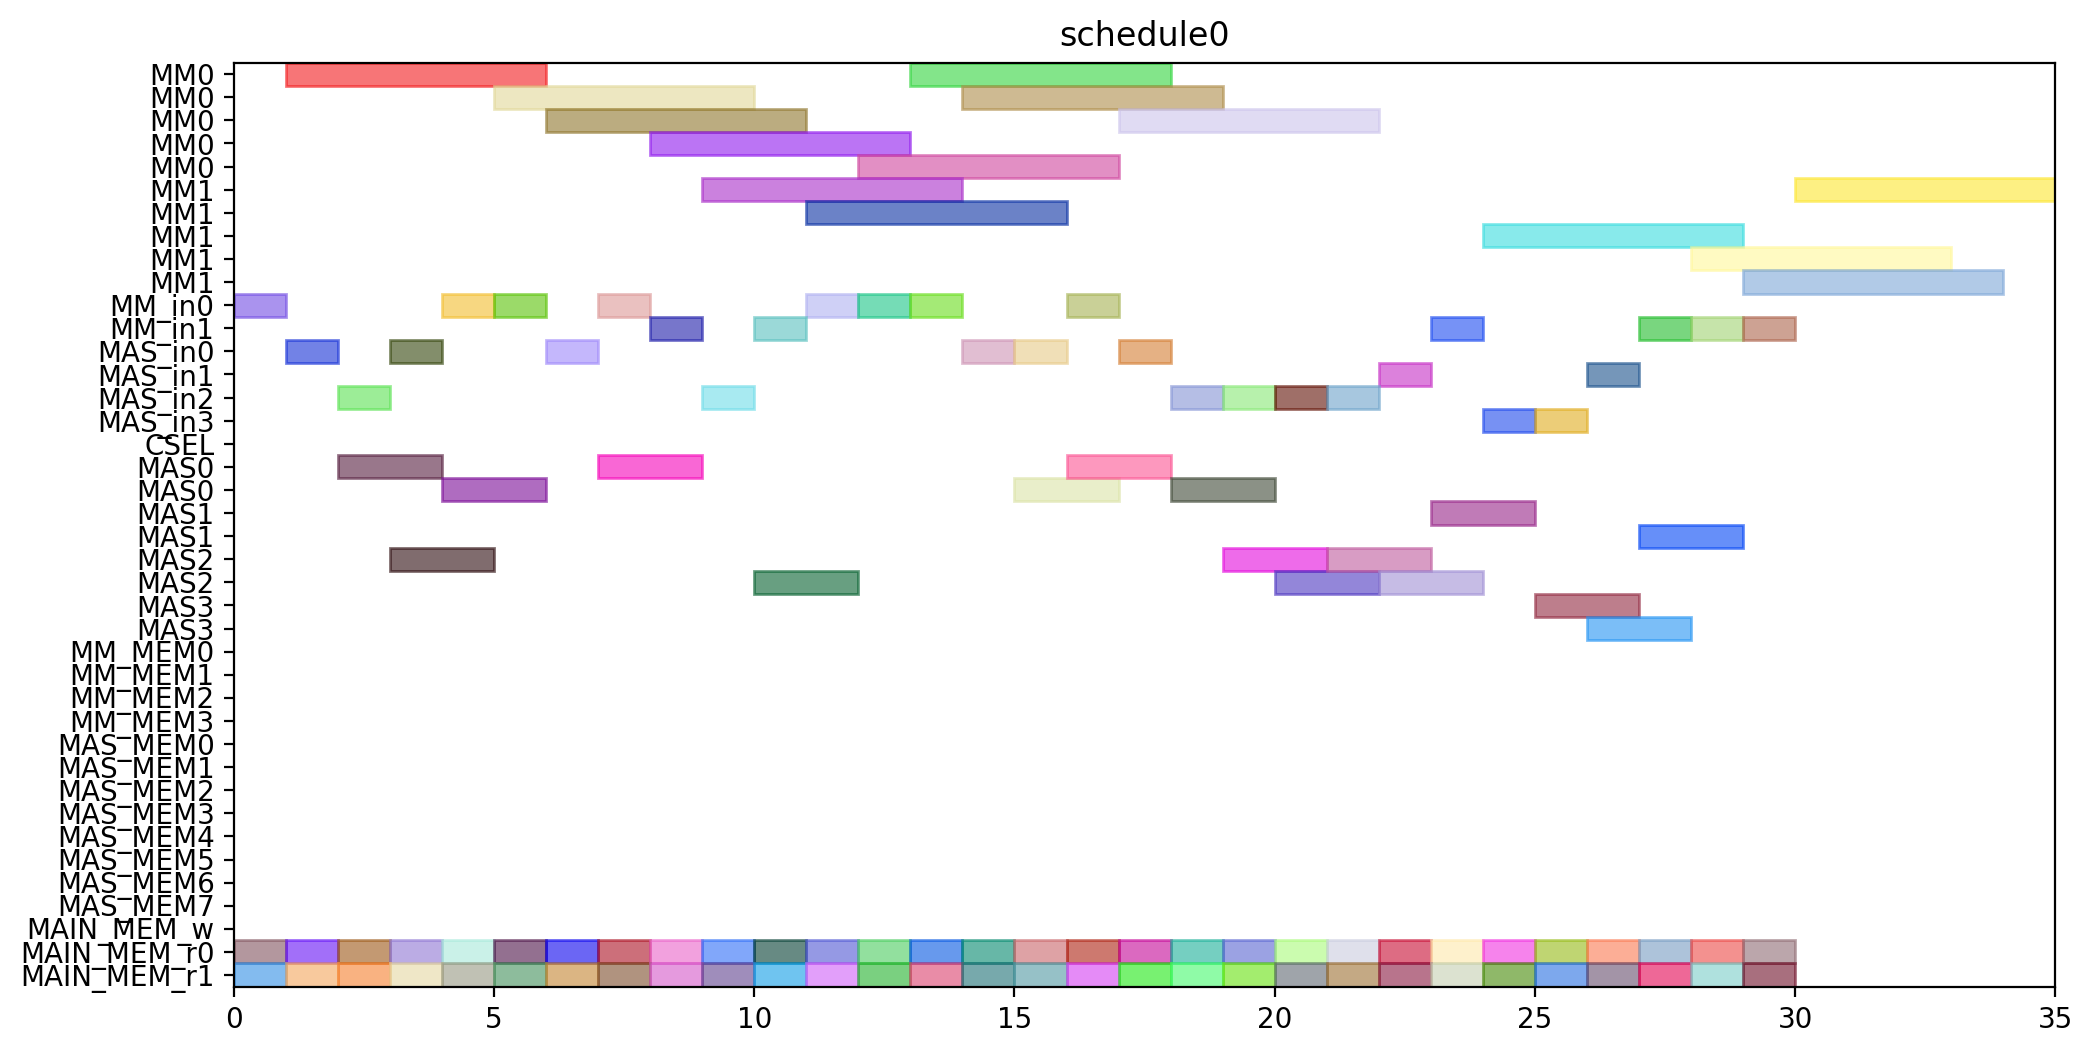 schedule0
MM0
MM0
MM0
MM0
MM0
MM1
MM1
MM1
MM1
MM1
MM_in0
MM_in1
MAS_in0
MAS_in1
MAS_in2
MAS_in3
CSEL
MAS0
MAS0
MAS1
MAS1
MAS2
MAS2
MAS3
MAS3
MM_MEM0
MM_MEM1
MM_MEM2
MM_MEM3
MAS_MEM0
MAS_MEM1
MAS_MEM2
MAS_MEM3
MAS_MEM4
MAS_MEM5
MAS_MEM6
MAS_MEM7
MAIN_MEM_w
MAIN_MEM_r0
MAIN_MEM_r1
0 5 10 15 20 25 30 35